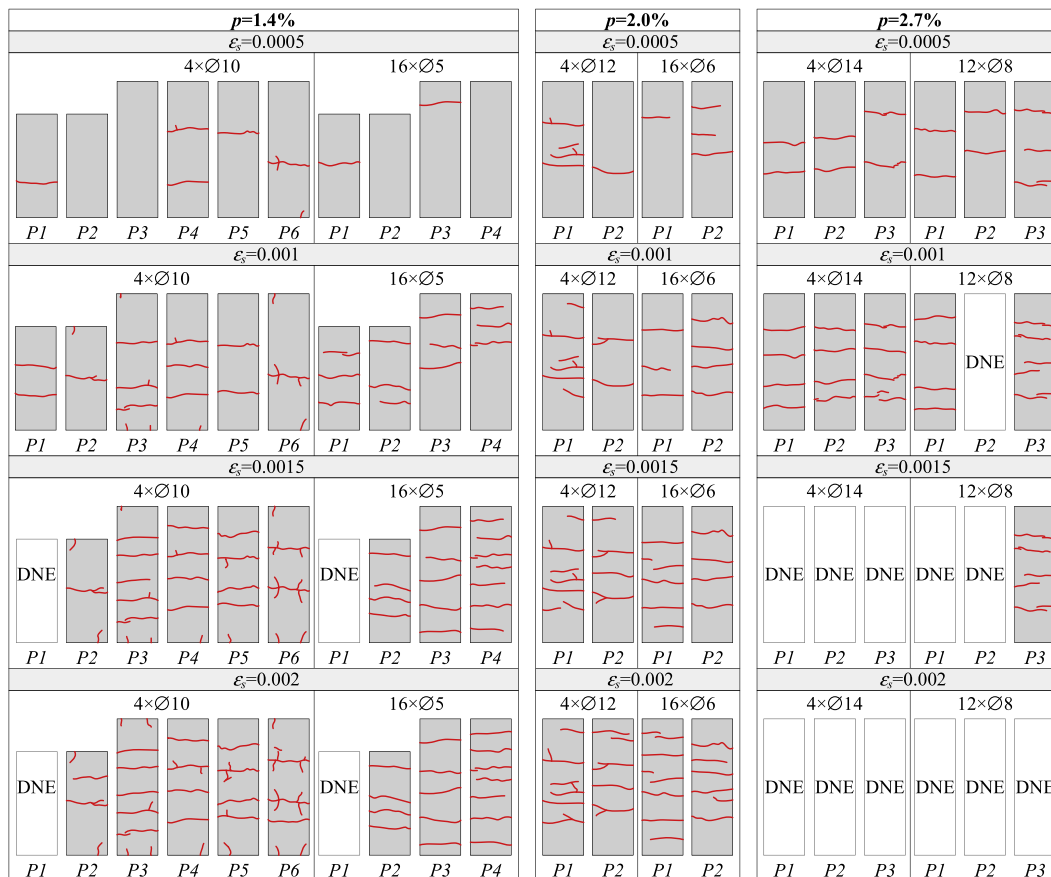 p=1.4% p=2.0% p=2.7%
εs=0.0005 εs=0.0005 εs=0.0005
4×∅10 16×∅5 4×∅12 16×∅6 4×∅14 12×∅8
P1 P2 P3 P4 P5 P6 P1 P2 P3 P4 P1 P2 P1 P2 P1 P2 P3 P1 P2 P3
εs=0.001 εs=0.001 εs=0.001
4×∅10 16×∅5 4×∅12 16×∅6 4×∅14 12×∅8
DNE
P1 P2 P3 P4 P5 P6 P1 P2 P3 P4 P1 P2 P1 P2 P1 P2 P3 P1 P2 P3
εs=0.0015 εs=0.0015 εs=0.0015
4×∅10 16×∅5 4×∅12 16×∅6 4×∅14 12×∅8
DNE DNE DNE DNE DNE DNE DNE
P1 P2 P3 P4 P5 P6 P1 P2 P3 P4 P1 P2 P1 P2 P1 P2 P3 P1 P2 P3
εs=0.002 εs=0.002 εs=0.002
4×∅10 16×∅5 4×∅12 16×∅6 4×∅14 12×∅8
DNE DNE DNE DNE DNE DNE DNE DNE
P1 P2 P3 P4 P5 P6 P1 P2 P3 P4 P1 P2 P1 P2 P1 P2 P3 P1 P2 P3